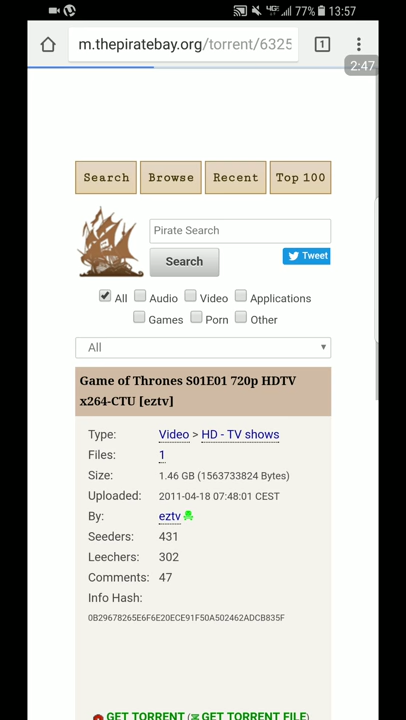 77% 13:57
m.thepiratebay.org/torrent/6325
1
2:47
Search Browse Recent Top 100
Pirate Search
Search
Tweet
All Audio Video Applications
Games Porn Other
All
Game of Thrones S01E01 720p HDTV
x264-CTU [eztv]
Type: Video > HD - TV shows
Files: 1
Size: 1.46 GB (1563733824 Bytes)
Uploaded: 2011-04-18 07:48:01 CEST
By: eztv
Seeders: 431
Leechers: 302
Comments: 47
Info Hash:
0B29678265E6F6E20ECE91F50A502462ADCB835F
GET TORRENT (GET TORRENT FILE)